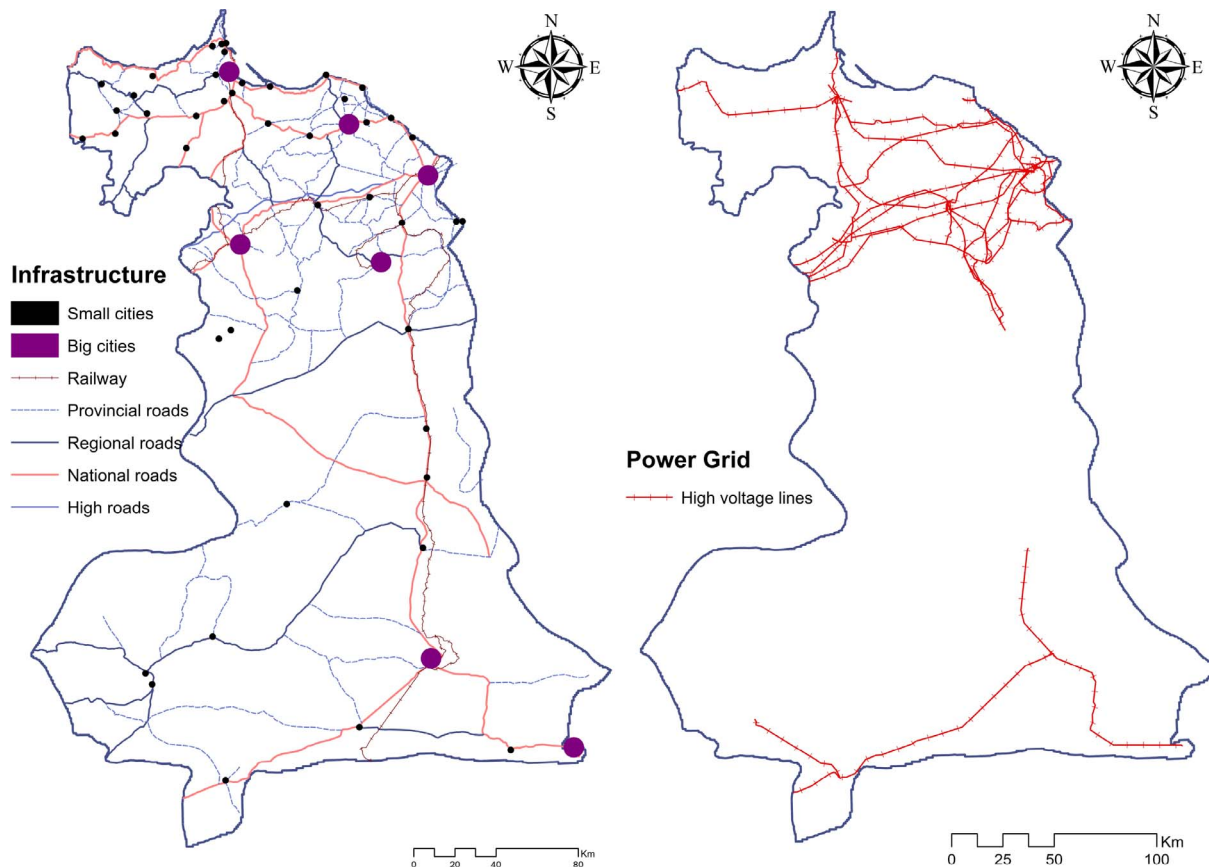 N
W E
S
Infrastructure
Small cities
Big cities
Railway
Provincial roads
Regional roads
National roads
High roads
Km
0 10 20 40 80
N
W E
S
Power Grid
High voltage lines
Km
0 25 50 100